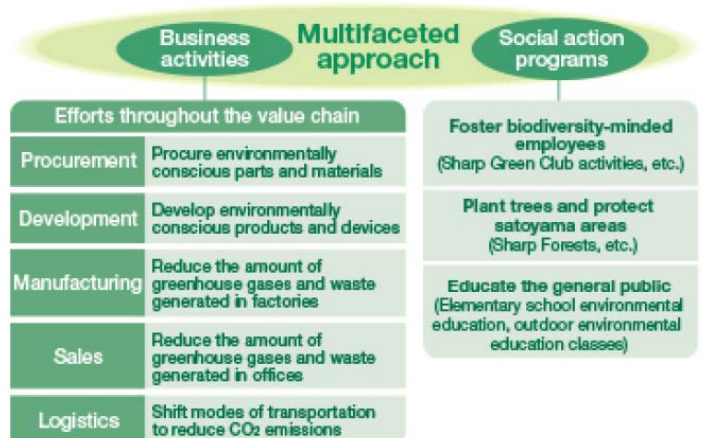 Business
activities
Multifaceted
approach
Social action
programs
Efforts throughout the value chain
Procurement
Procure environmentally
conscious parts and materials
Development
Develop environmentally
conscious products and devices
Manufacturing
Reduce the amount of
greenhouse gases and waste
generated in factories
Sales
Reduce the amount of
greenhouse gases and waste
generated in offices
Logistics
Shift modes of transportation
to reduce CO₂ emissions
Foster biodiversity-minded
employees
(Sharp Green Club activities, etc.)
Plant trees and protect
satoyama areas
(Sharp Forests, etc.)
Educate the general public
(Elementary school environmental
education, outdoor environmental
education classes)